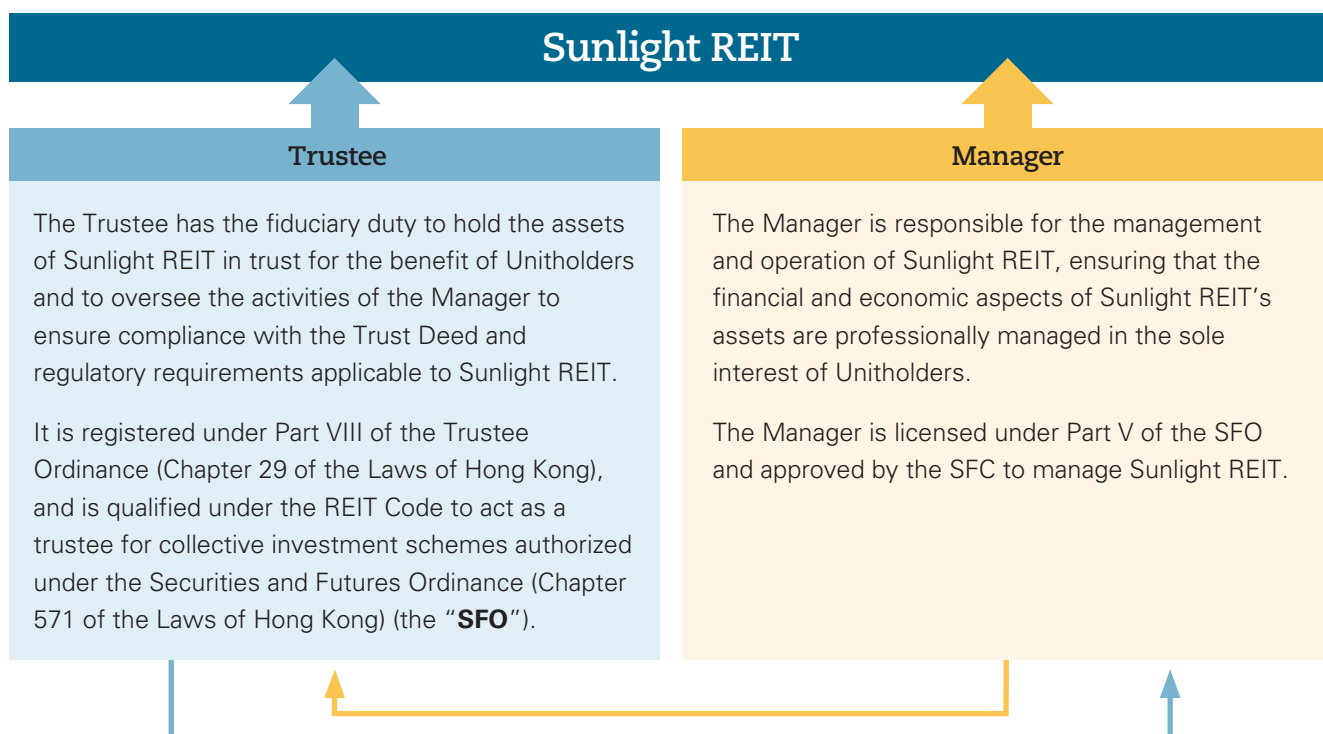 Sunlight REIT
Trustee
The Trustee has the fiduciary duty to hold the assets
of Sunlight REIT in trust for the benefit of Unitholders
and to oversee the activities of the Manager to
ensure compliance with the Trust Deed and
regulatory requirements applicable to Sunlight REIT.
It is registered under Part VIII of the Trustee
Ordinance (Chapter 29 of the Laws of Hong Kong),
and is qualified under the REIT Code to act as a
trustee for collective investment schemes authorized
under the Securities and Futures Ordinance (Chapter
571 of the Laws of Hong Kong) (the “SFO”).
Manager
The Manager is responsible for the management
and operation of Sunlight REIT, ensuring that the
financial and economic aspects of Sunlight REIT’s
assets are professionally managed in the sole
interest of Unitholders.
The Manager is licensed under Part V of the SFO
and approved by the SFC to manage Sunlight REIT.